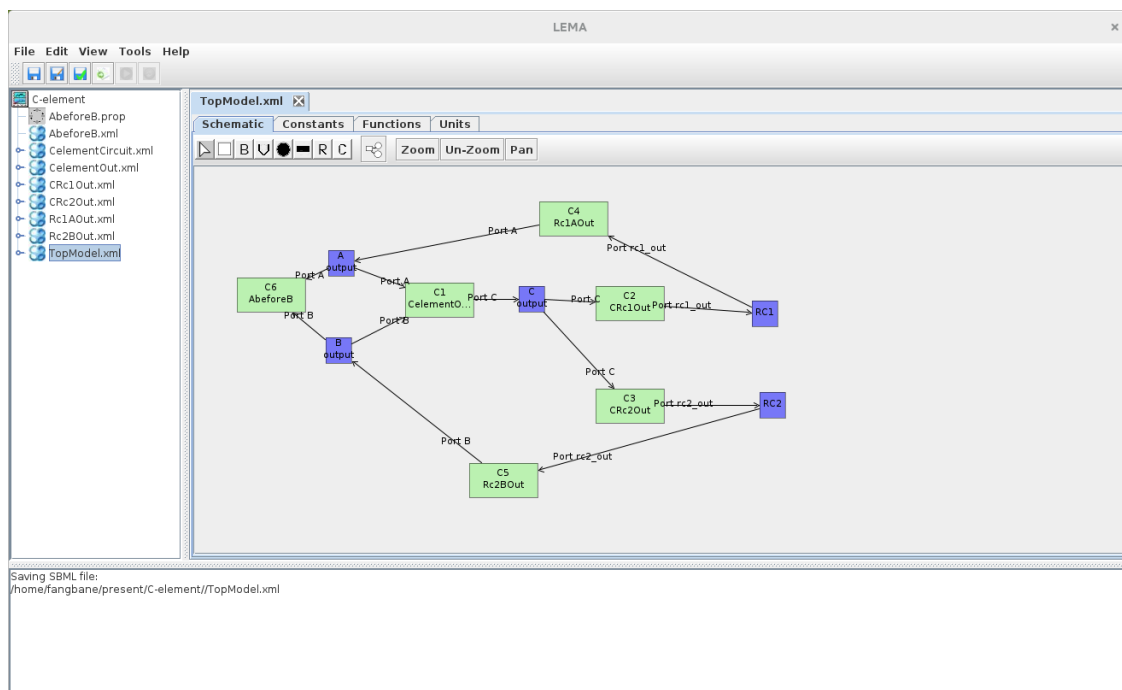 LEMA
File Edit View Tools Help
C-element
AbeforeB.prop
AbeforeB.xml
CelementCircuit.xml
CelementOut.xml
CRc1Out.xml
CRc2Out.xml
Rc1AOut.xml
Rc2BOut.xml
TopModel.xml
TopModel.xml
Schematic Constants Functions Units
B R C Zoom Un-Zoom Pan
C4
Rc1AOut
Port A
Port rc1_out
A
output
Port A
Port A
C6
AbeforeB
C1
CelementO...
Port C
C
output
Port C
C2
CRc1Out
Port rc1_out
RC1
Port B
Port B
B
output
Port C
C3
CRc2Out
Port rc2_out
RC2
Port B
Port rc2_out
C5
Rc2BOut
Saving SBML file:
/home/fangbane/present/C-element//TopModel.xml